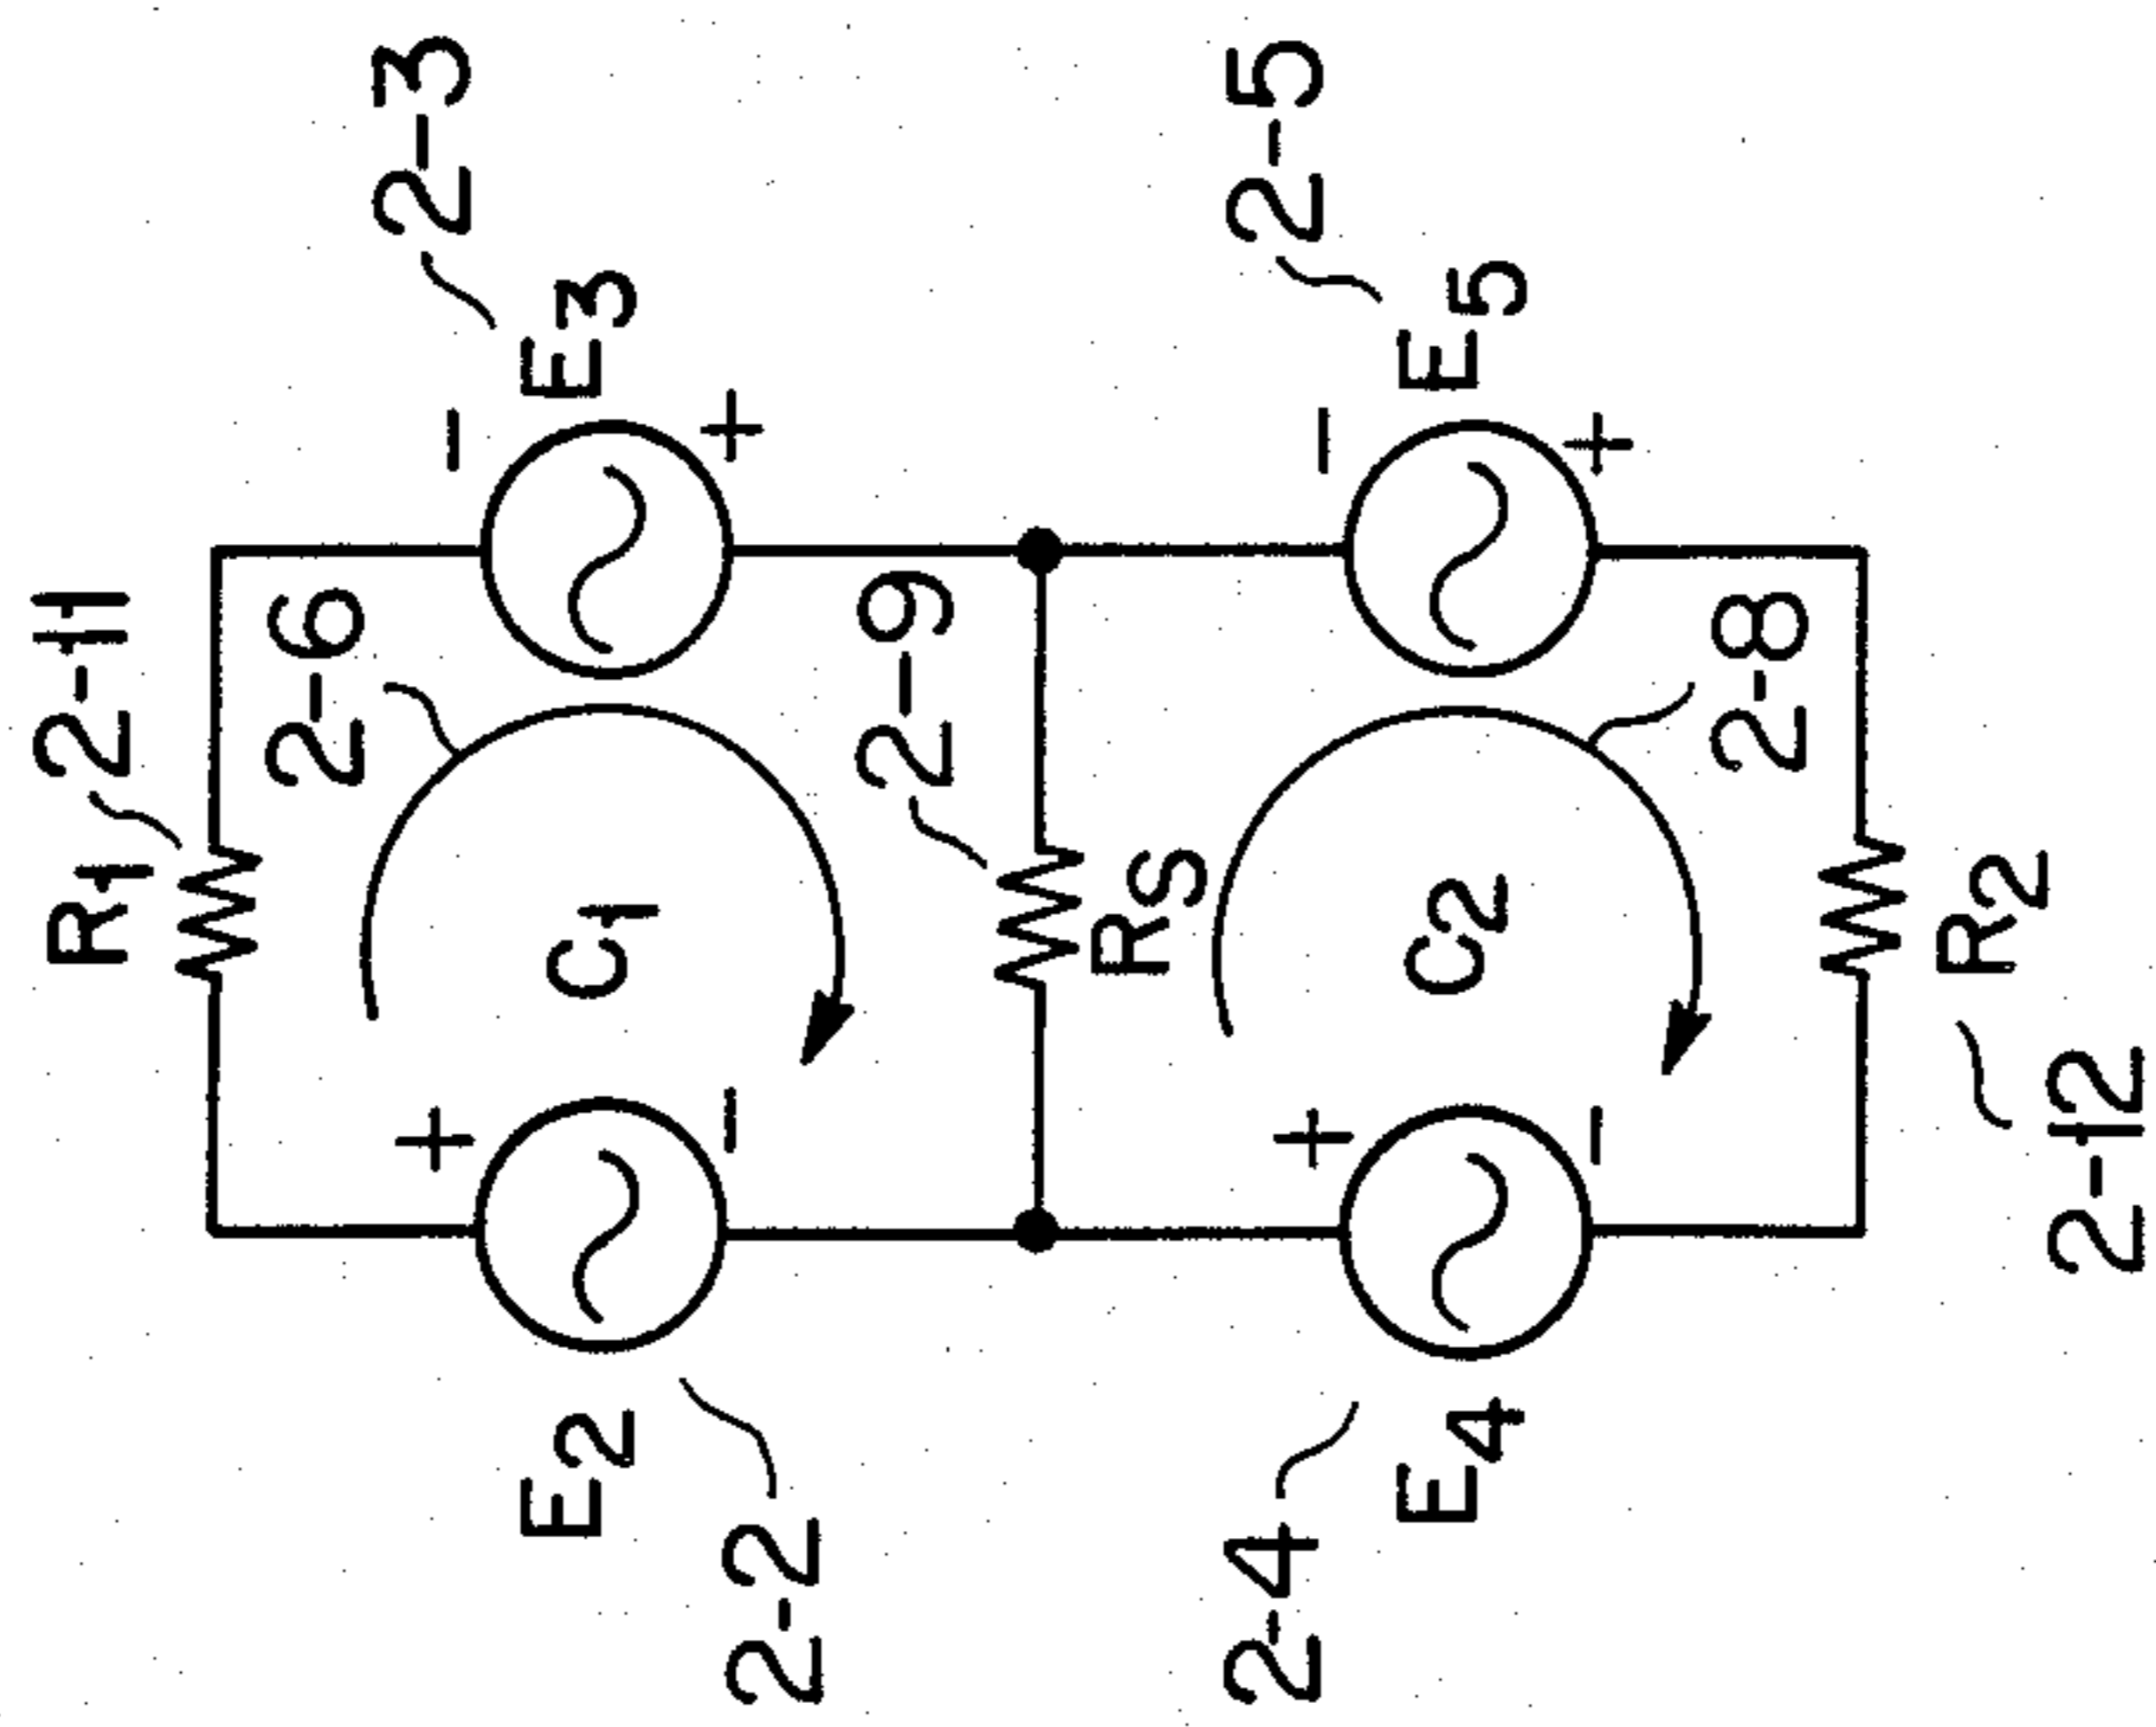 R1 2-11
2-6
2-3
+ −
E2 C1 E3
− +
2-2
2-9
RS
2-4 2-5
+ −
E4 C2 E5
− +
2-8
R2
2-12